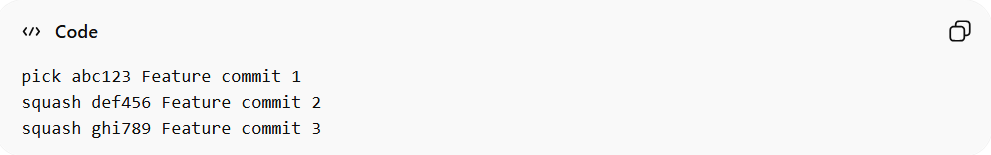 Code
pick abc123 Feature commit 1
squash def456 Feature commit 2
squash ghi789 Feature commit 3